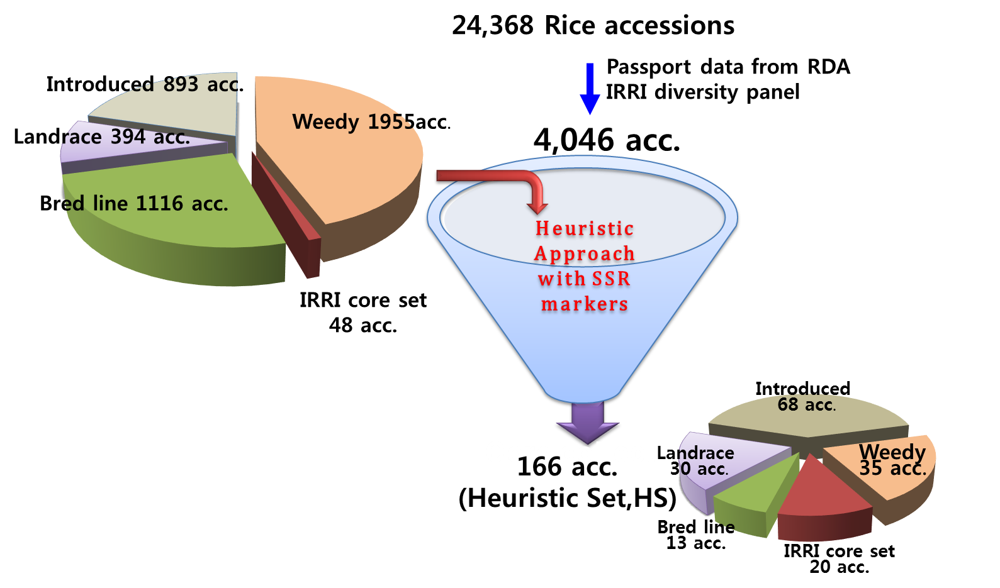 24,368 Rice accessions
Passport data from RDA
IRRI diversity panel
4,046 acc.
Introduced 893 acc.
Weedy 1955acc.
Landrace 394 acc.
Bred line 1116 acc.
IRRI core set
48 acc.
Heuristic
Approach
with SSR
markers
166 acc.
(Heuristic Set,HS)
Introduced
68 acc.
Landrace
30 acc.
Weedy
35 acc.
Bred line
13 acc.
IRRI core set
20 acc.